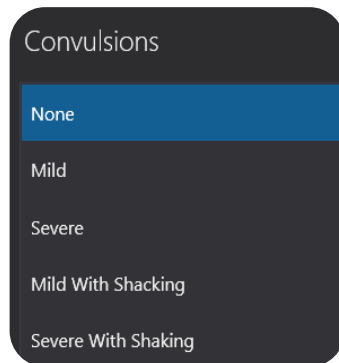 Convulsions
None
Mild
Severe
Mild With Shacking
Severe With Shaking